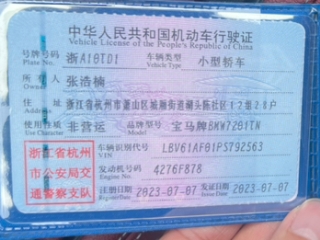 中华人民共和国机动车行驶证
Vehicle License of the People's Republic of China
号牌号码 浙A10TD1 车辆类型 小型轿车
Plate No. Vehicle Type
所有人 张浩楠
Owner
住址 浙江省杭州市萧山区城厢街道湖头陈社区12组28户
Address
使用性质 非营运 品牌型号 宝马牌BMW7201TN
Use Character Model
浙江省杭州市公安局交通警察支队
车辆识别代号 LBV61AF01PS792563
VIN
发动机号码 4276F878
Engine No.
注册日期 2023-07-07 发证日期 2023-07-07
Register Date Issue Date